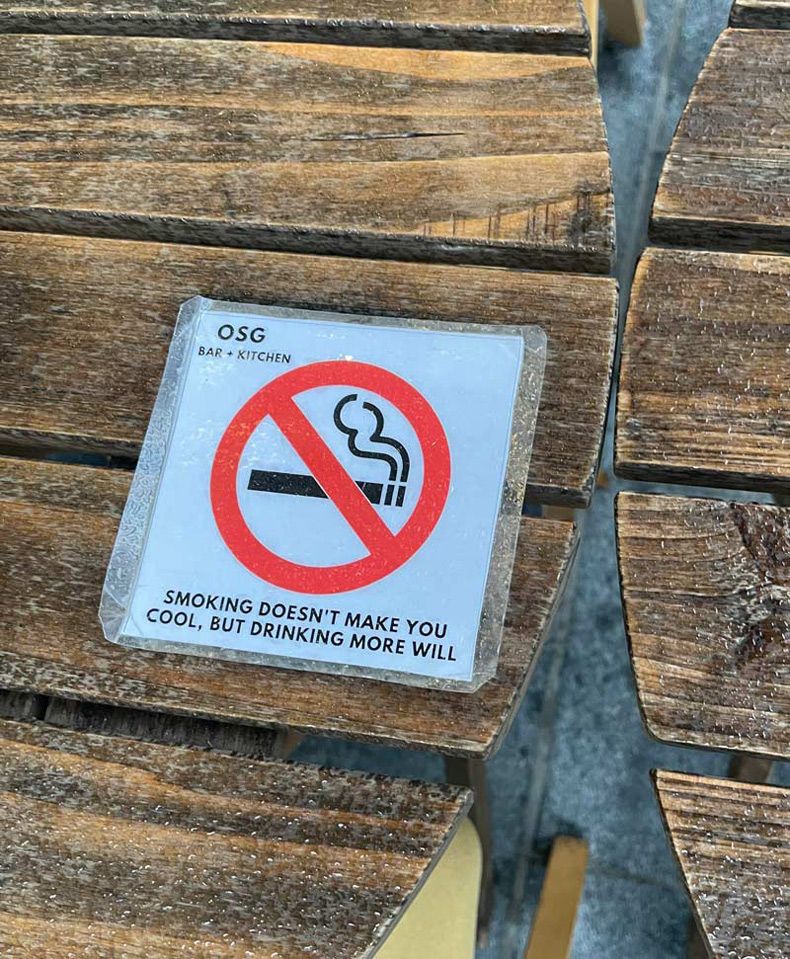 OSG
BAR + KITCHEN
SMOKING DOESN'T MAKE YOU
COOL, BUT DRINKING MORE WILL